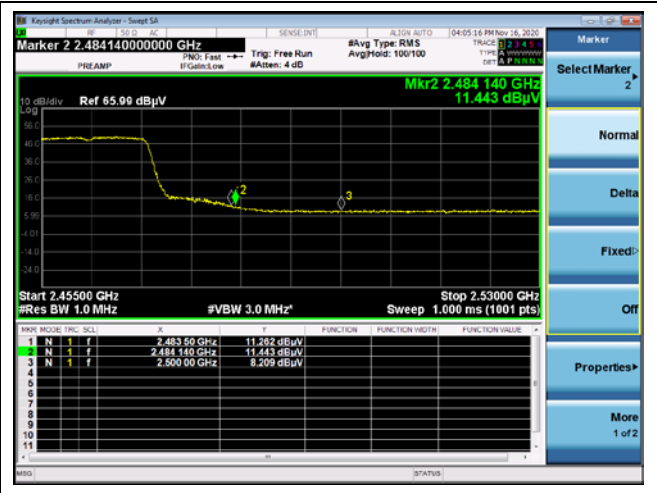 Keysight Spectrum Analyzer - Swept SA
RF 50 Ω AC SENSE:INT ALIGN AUTO 04:05:16 PM Nov 16, 2020
Marker 2 2.484140000000 GHz #Avg Type: RMS TRACE 1 2 3 4 5 6
PNO: Fast Trig: Free Run Avg|Hold: 100/100 TYPE A
PREAMP IFGain:Low #Atten: 4 dB DET A P N N N N
Mkr2 2.484 140 GHz
10 dB/div Ref 65.99 dBµV 11.443 dBµV
Log
56.0
46.0
36.0
26.0
16.0
5.99
-4.01
-14.0
-24.0
2
3
Start 2.45500 GHz Stop 2.53000 GHz
#Res BW 1.0 MHz #VBW 3.0 MHz* Sweep 1.000 ms (1001 pts)
MKR MODE TRC SCL X Y FUNCTION FUNCTION WIDTH FUNCTION VALUE
1 N 1 f 2.483 50 GHz 11.262 dBµV
2 N 1 f 2.484 140 GHz 11.443 dBµV
3 N 1 f 2.500 00 GHz 8.209 dBµV
4
5
6
7
8
9
10
11
MSG STATUS
Marker
Select Marker
2
Normal
Delta
Fixed
Off
Properties
More
1 of 2